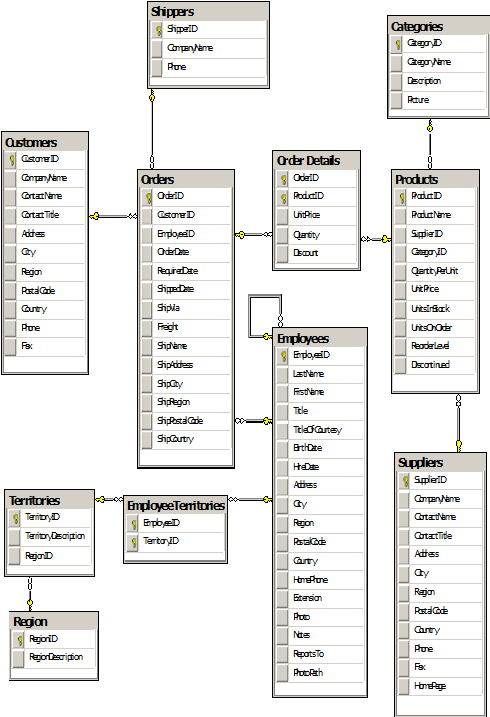 Shippers
ShipperID
CompanyName
Phone
Categories
CategoryID
CategoryName
Description
Picture
Customers
CustomerID
CompanyName
ContactName
ContactTitle
Address
City
Region
PostalCode
Country
Phone
Fax
Orders
OrderID
CustomerID
EmployeeID
OrderDate
RequiredDate
ShippedDate
ShipVia
Freight
ShipName
ShipAddress
ShipCity
ShipRegion
ShipPostalCode
ShipCountry
Order Details
OrderID
ProductID
UnitPrice
Quantity
Discount
Products
ProductID
ProductName
SupplierID
CategoryID
QuantityPerUnit
UnitPrice
UnitsInStock
UnitsOnOrder
ReorderLevel
Discontinued
Employees
EmployeeID
LastName
FirstName
Title
TitleOfCourtesy
BirthDate
HireDate
Address
City
Region
PostalCode
Country
HomePhone
Extension
Photo
Notes
ReportsTo
PhotoPath
Suppliers
SupplierID
CompanyName
ContactName
ContactTitle
Address
City
Region
PostalCode
Country
Phone
Fax
HomePage
Territories
TerritoryID
TerritoryDescription
RegionID
EmployeeTerritories
EmployeeID
TerritoryID
Region
RegionID
RegionDescription